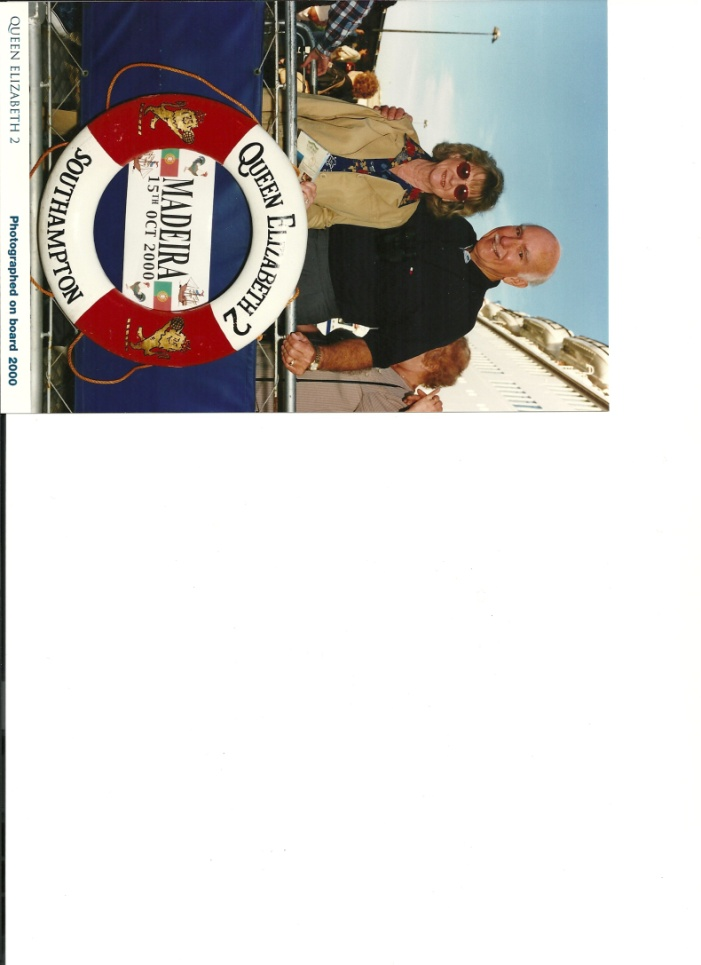 QUEEN ELIZABETH 2
MADEIRA
15TH OCT 2000
SOUTHAMPTON
QUEEN ELIZABETH 2 Photographed on board 2000